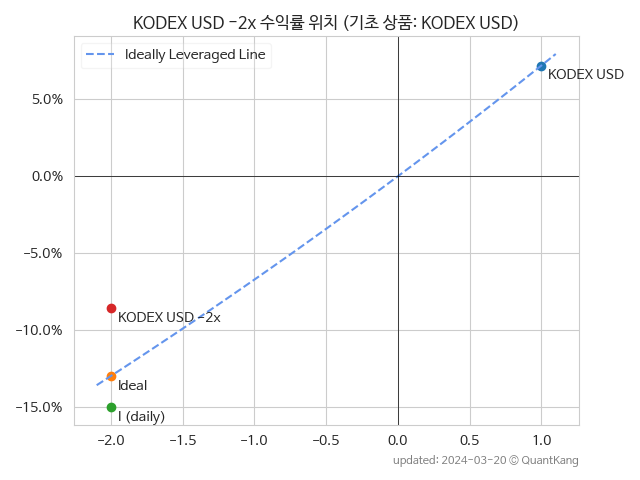 KODEX USD -2x 수익률 위치 (기초 상품: KODEX USD)
Ideally Leveraged Line
KODEX USD
5.0%
0.0%
-5.0%
KODEX USD -2x
-10.0%
Ideal
-15.0%
I (daily)
-2.0
-1.5
-1.0
-0.5
0.0
0.5
1.0
updated: 2024-03-20 © QuantKang